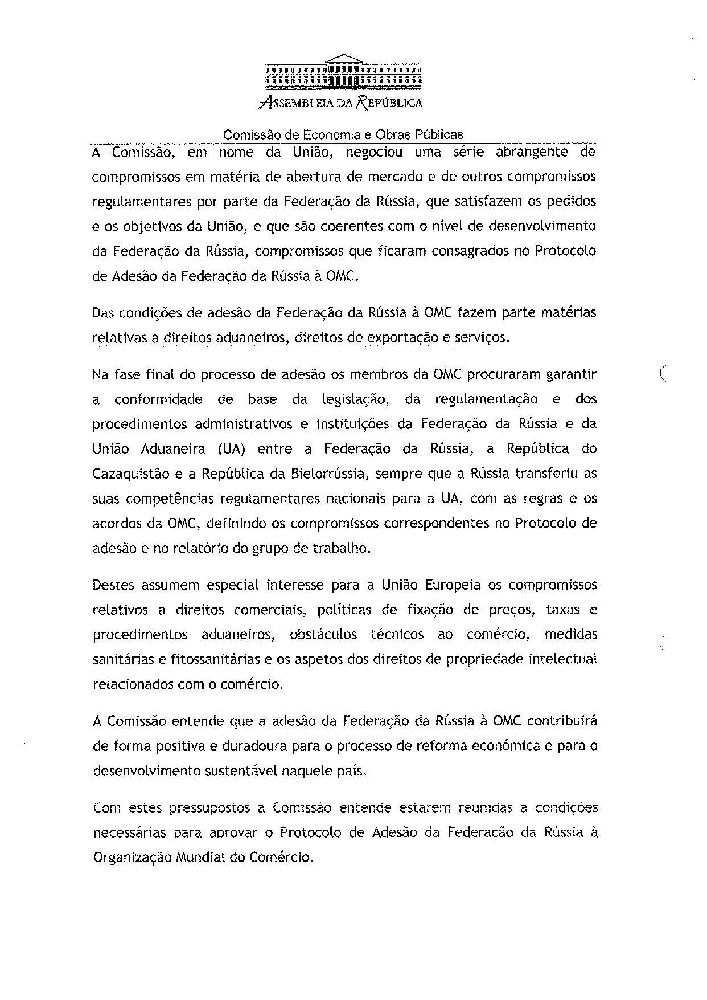 ASSEMBLEIA DA REPÚBLICA
Comissão de Economia e Obras Públicas
A Comissão, em nome da União, negociou uma série abrangente de
compromissos em matéria de abertura de mercado e de outros compromissos
regulamentares por parte da Federação da Rússia, que satisfazem os pedidos
e os objetivos da União, e que são coerentes com o nível de desenvolvimento
da Federação da Rússia, compromissos que ficaram consagrados no Protocolo
de Adesão da Federação da Rússia à OMC.
Das condições de adesão da Federação da Rússia à OMC fazem parte matérias
relativas a direitos aduaneiros, direitos de exportação e serviços.
Na fase final do processo de adesão os membros da OMC procuraram garantir
a conformidade de base da legislação, da regulamentação e dos
procedimentos administrativos e instituições da Federação da Rússia e da
União Aduaneira (UA) entre a Federação da Rússia, a República do
Cazaquistão e a República da Bielorrússia, sempre que a Rússia transferiu as
suas competências regulamentares nacionais para a UA, com as regras e os
acordos da OMC, definindo os compromissos correspondentes no Protocolo de
adesão e no relatório do grupo de trabalho.
Destes assumem especial interesse para a União Europeia os compromissos
relativos a direitos comerciais, políticas de fixação de preços, taxas e
procedimentos aduaneiros, obstáculos técnicos ao comércio, medidas
sanitárias e fitossanitárias e os aspetos dos direitos de propriedade intelectual
relacionados com o comércio.
A Comissão entende que a adesão da Federação da Rússia à OMC contribuirá
de forma positiva e duradoura para o processo de reforma económica e para o
desenvolvimento sustentável naquele país.
Com estes pressupostos a Comissão entende estarem reunidas a condições
necessárias para aprovar o Protocolo de Adesão da Federação da Rússia à
Organização Mundial do Comércio.